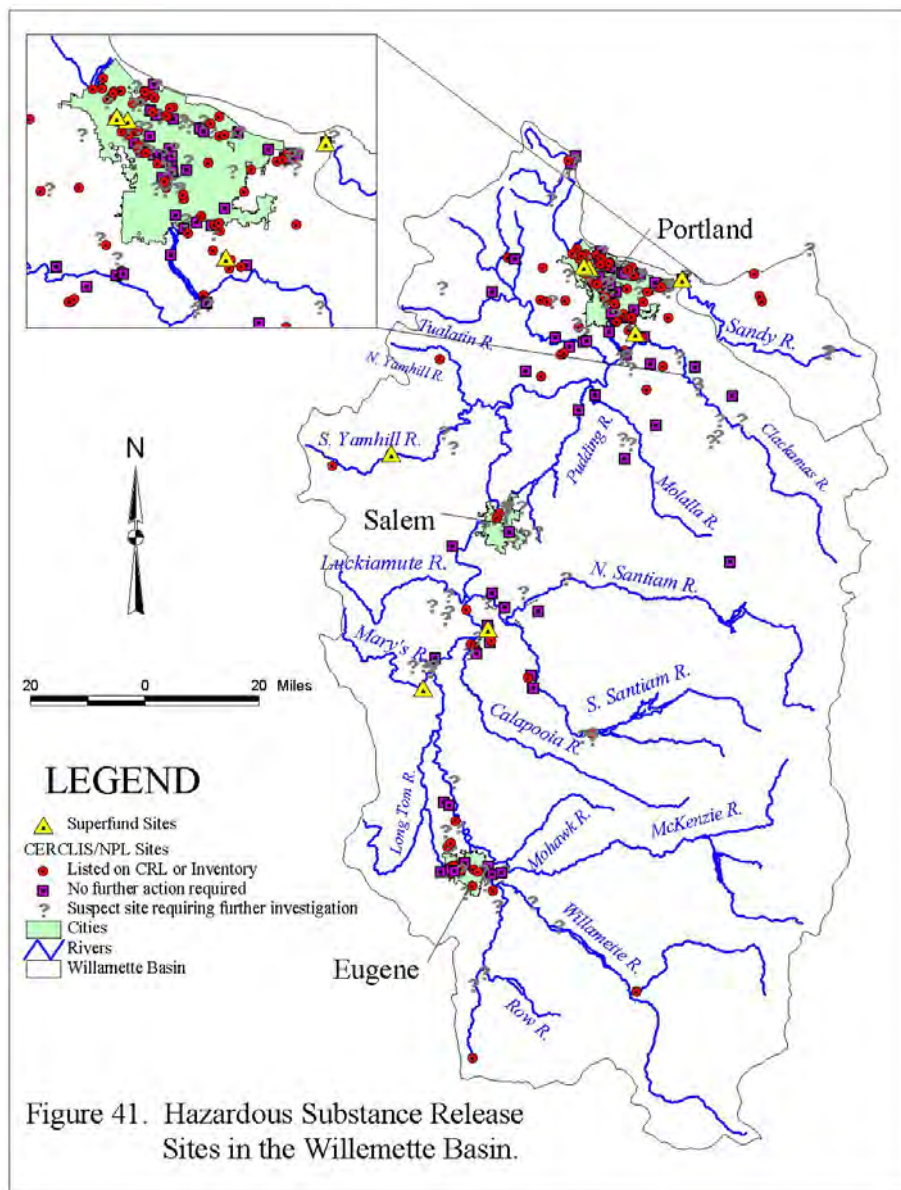 Portland
Sandy R.
Tualatin R.
N. Yamhill R.
S. Yamhill R.
Clackamas R.
Pudding R.
Molalla R.
N
Salem
Luckiamute R.
N. Santiam R.
Mary's R.
20 0 20 Miles
S. Santiam R.
Calapooia R.
LEGEND
Superfund Sites
CERCLIS/NPL Sites
Listed on CRL or Inventory
No further action required
? Suspect site requiring further investigation
Cities
Rivers
Willamette Basin
Long Tom R.
Mohawk R.
McKenzie R.
Willamette R.
Eugene
Row R.
Figure 41. Hazardous Substance Release
Sites in the Willemette Basin.